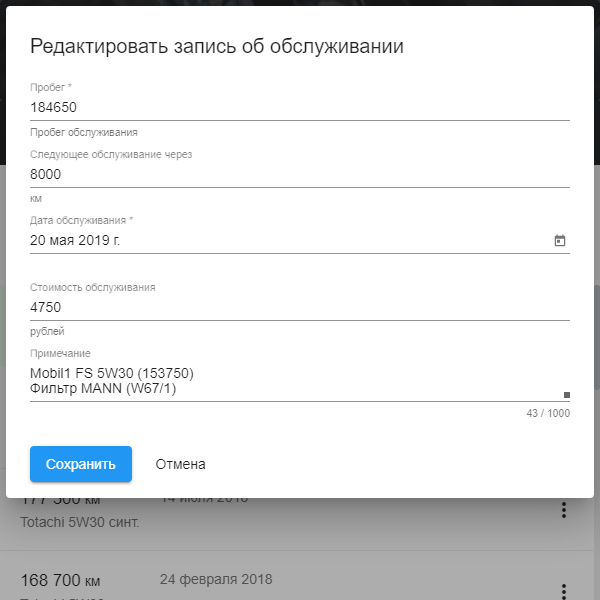 Редактировать запись об обслуживании
Пробег *
184650
Пробег обслуживания
Следующее обслуживание через
8000
км
Дата обслуживания *
20 мая 2019 г.
Стоимость обслуживания
4750
рублей
Примечание
Mobil1 FS 5W30 (153750)
Фильтр MANN (W67/1)
43 / 1000
Сохранить Отмена
177 500 км 14 июля 2018
Totachi 5W30 синт.
168 700 км 24 февраля 2018